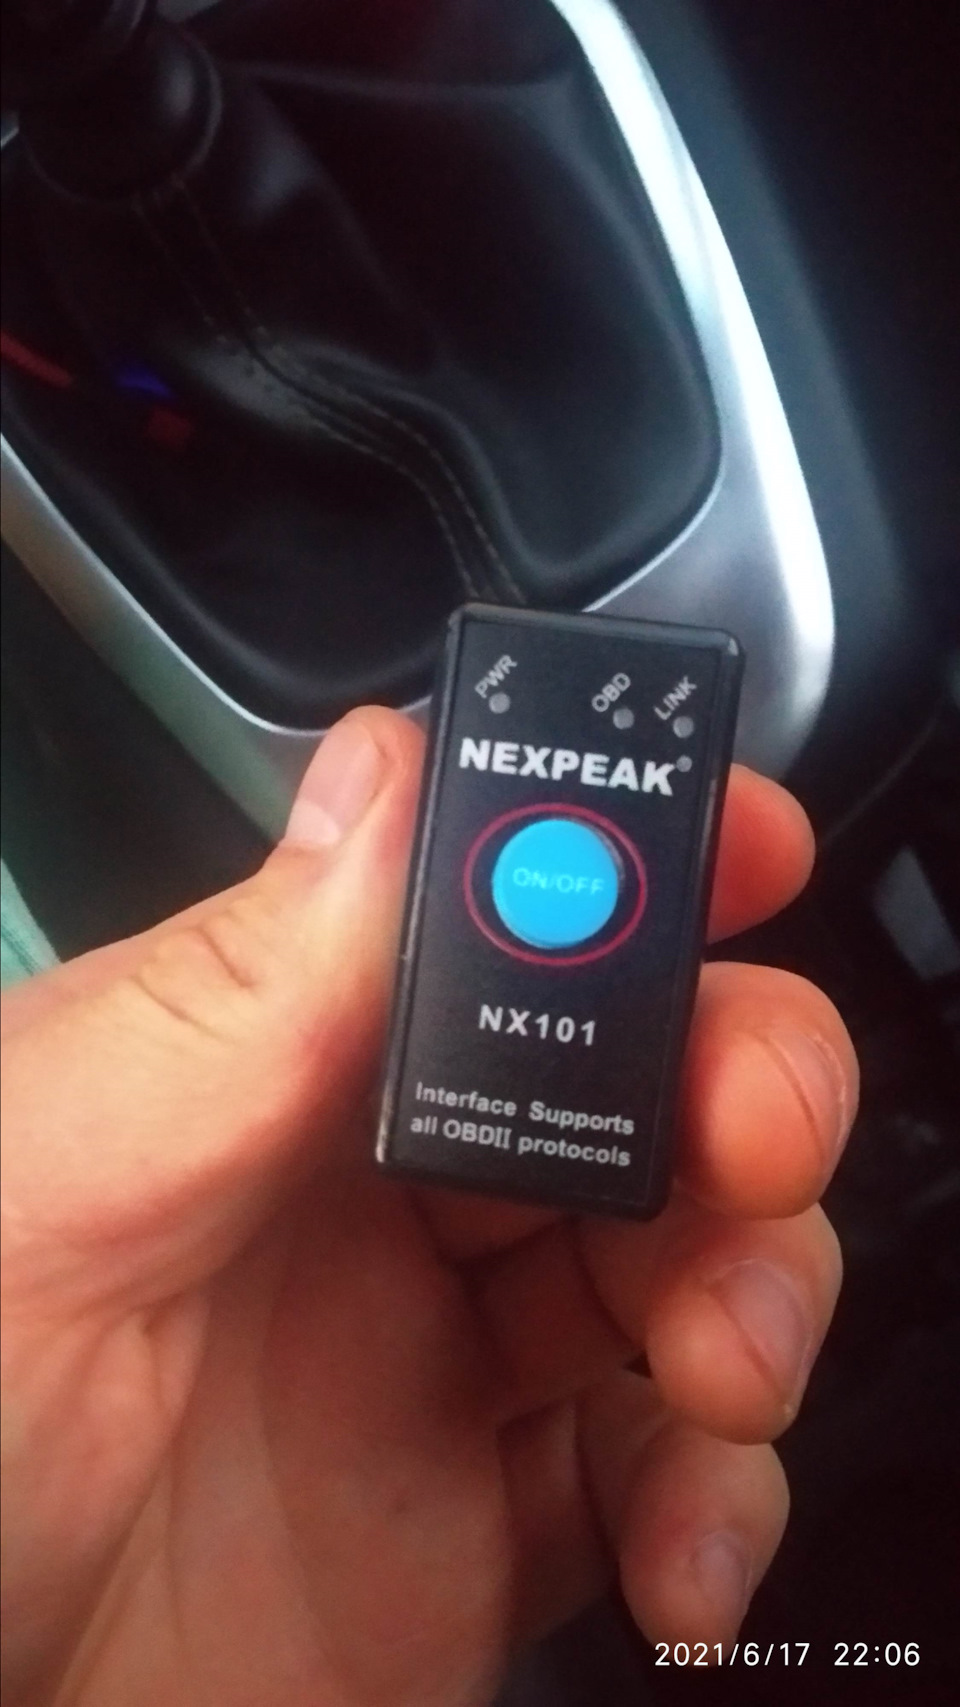 PWR
OBD
LINK
NEXPEAK
ON/OFF
NX101
Interface Supports
all OBDII protocols
2021/6/17 22:06